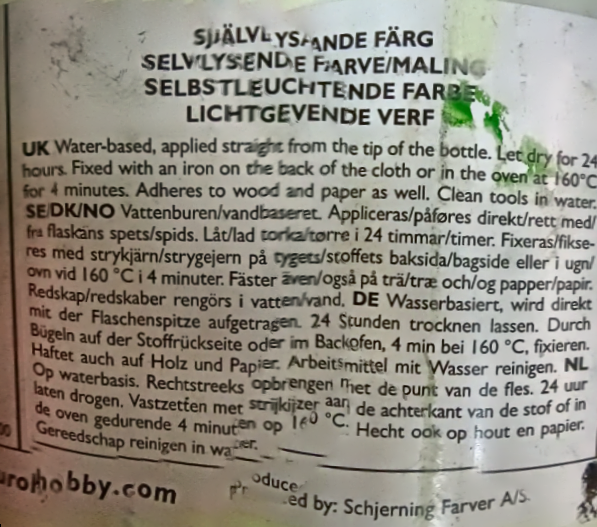 SJÄLVLYSANDE FÄRG
SELVLYSENDE FARVE/MALING
SELBSTLEUCHTENDE FARBE
LICHTGEVENDE VERF
UK Water-based, applied straight from the tip of the bottle. Let dry for 24
hours. Fixed with an iron on the back of the cloth or in the oven at 160°C
for 4 minutes. Adheres to wood and paper as well. Clean tools in water.
SE/DK/NO Vattenburen/vandbaseret. Appliceras/påføres direkt/rett med/
fra flaskans spets/spids. Låt/lad torka/tørre i 24 timmar/timer. Fixeras/fikse-
res med strykjärn/strygejern på tygets/stoffets baksida/bagside eller i ugn/
ovn vid 160 °C i 4 minuter. Fäster även/også på trä/træ och/og papper/papir.
Redskap/redskaber rengörs i vatten/vand. DE Wasserbasiert, wird direkt
mit der Flaschenspitze aufgetragen. 24 Stunden trocknen lassen. Durch
Bügeln auf der Stoffrückseite oder im Backofen, 4 min bei 160 °C, fixieren.
Haftet auch auf Holz und Papier. Arbeitsmittel mit Wasser reinigen. NL
Op waterbasis. Rechtstreeks opbrengen met de punt van de fles. 24 uur
laten drogen. Vastzetten met strijkijzer aan de achterkant van de stof of in
de oven gedurende 4 minuten op 160 °C. Hecht ook op hout en papier.
Gereedschap reinigen in water.
urohobby.com
Produced by: Schjerning Farver A/S.